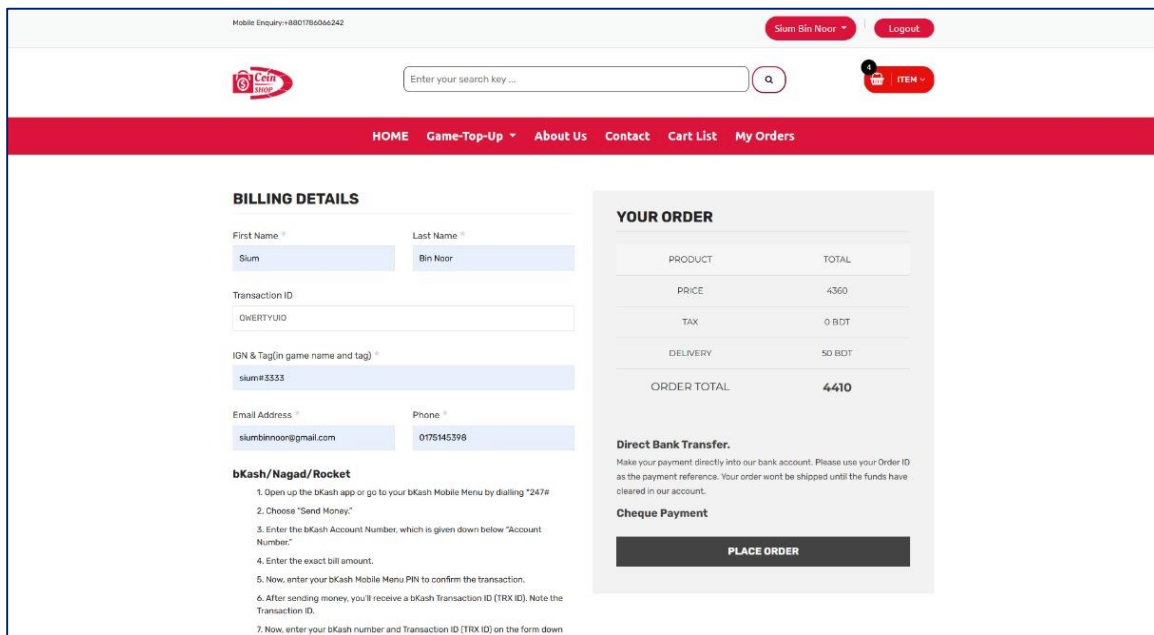 Mobile Enquiry:+8801786066242
Sium Bin Noor
Logout
Coin
SHOP
Enter your search key ...
4
ITEM
HOME Game-Top-Up About Us Contact Cart List My Orders
BILLING DETAILS
First Name * Last Name *
Sium Bin Noor
Transaction ID
QWERTYUIO
IGN & Tag(in game name and tag) *
sium#3333
Email Address * Phone *
siumbinnoor@gmail.com 0175145398
bKash/Nagad/Rocket
1. Open up the bKash app or go to your bKash Mobile Menu by dialling *247#
2. Choose "Send Money."
3. Enter the bKash Account Number, which is given down below "Account
Number."
4. Enter the exact bill amount.
5. Now, enter your bKash Mobile Menu PIN to confirm the transaction.
6. After sending money, you'll receive a bKash Transaction ID (TRX ID). Note the
Transaction ID.
7. Now, enter your bKash number and Transaction ID (TRX ID) on the form down
YOUR ORDER
PRODUCT TOTAL
PRICE 4360
TAX 0 BDT
DELIVERY 50 BDT
ORDER TOTAL 4410
Direct Bank Transfer.
Make your payment directly into our bank account. Please use your Order ID
as the payment reference. Your order wont be shipped until the funds have
cleared in our account.
Cheque Payment
PLACE ORDER